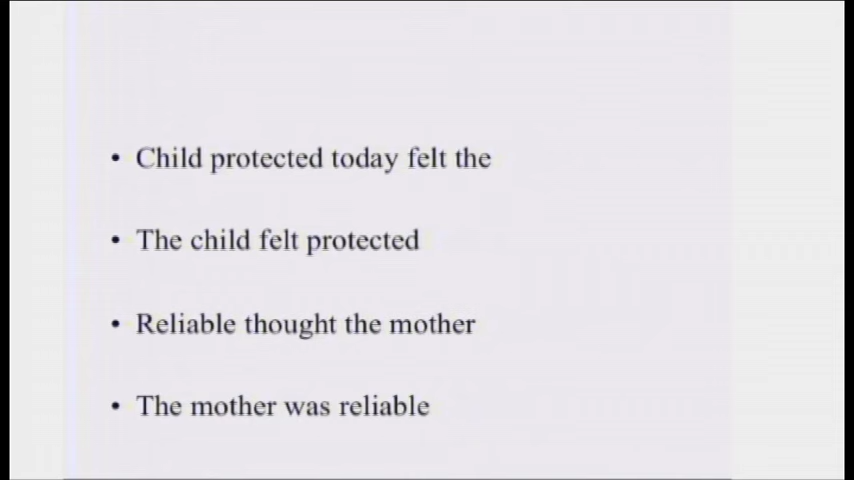 • Child protected today felt the
• The child felt protected
• Reliable thought the mother
• The mother was reliable